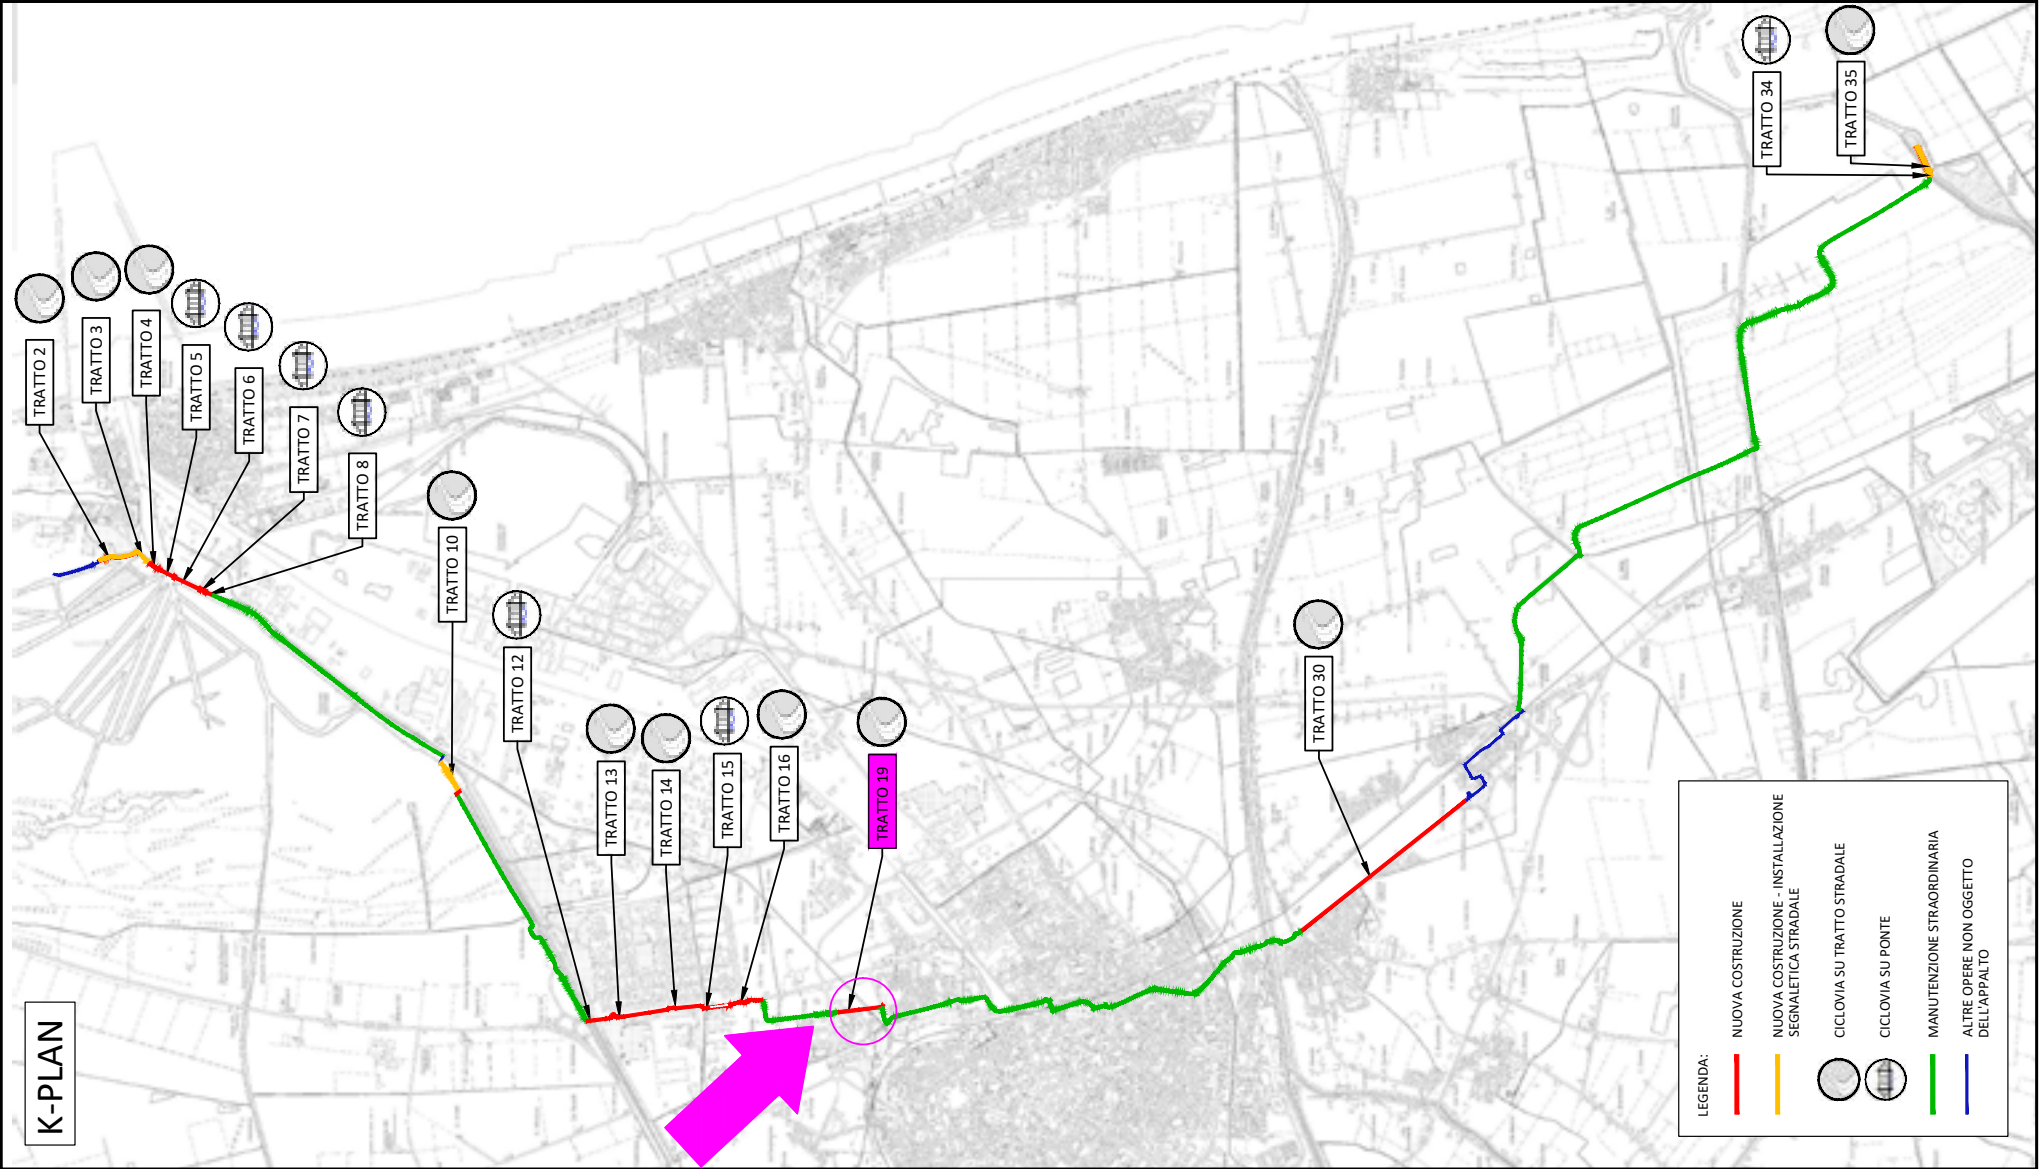 K-PLAN
TRATTO 2
TRATTO 3
TRATTO 4
TRATTO 5
TRATTO 6
TRATTO 7
TRATTO 8
TRATTO 10
TRATTO 12
TRATTO 13
TRATTO 14
TRATTO 15
TRATTO 16
TRATTO 19
TRATTO 30
TRATTO 34
TRATTO 35
LEGENDA:
NUOVA COSTRUZIONE
NUOVA COSTRUZIONE - INSTALLAZIONE
SEGNALETICA STRADALE
CICLOVIA SU TRATTO STRADALE
CICLOVIA SU PONTE
MANUTENZIONE STRAORDINARIA
ALTRE OPERE NON OGGETTO
DELL'APPALTO